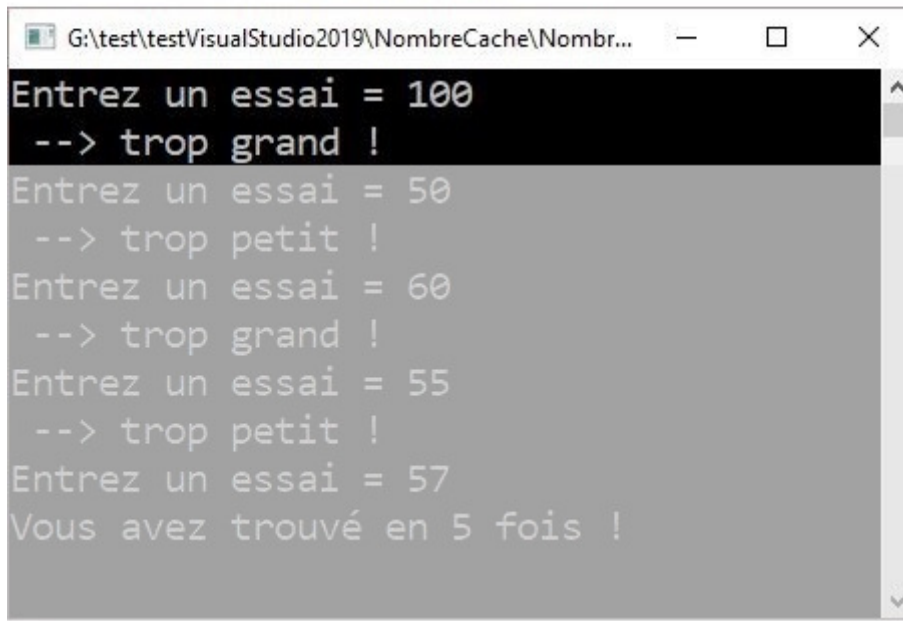 G:\test\testVisualStudio2019\NombreCache\Nombr...
Entrez un essai = 100
 --> trop grand !
Entrez un essai = 50
 --> trop petit !
Entrez un essai = 60
 --> trop grand !
Entrez un essai = 55
 --> trop petit !
Entrez un essai = 57
Vous avez trouvé en 5 fois !